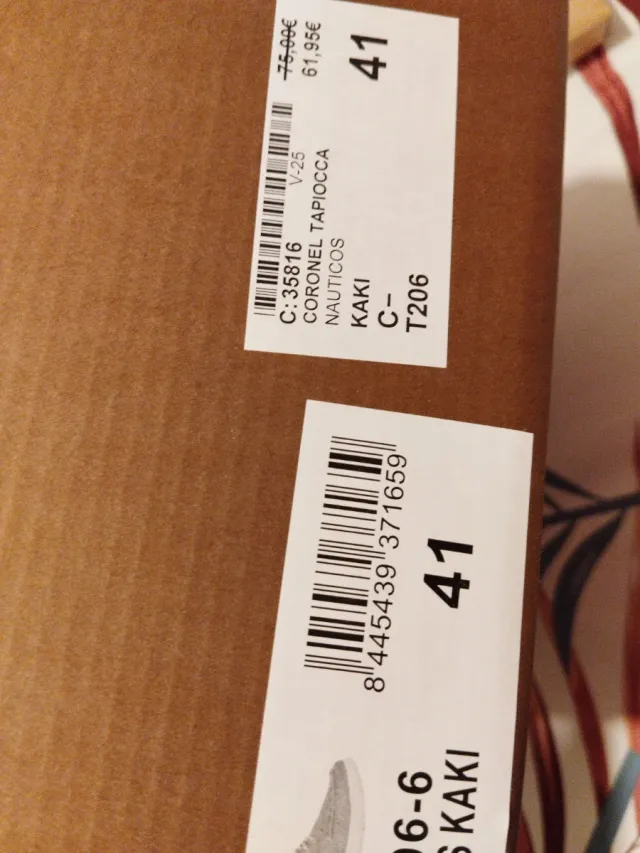 75,00€
61,95€
41
V-25
C:35816
CORONEL TAPIOCCA
NAUTICOS
KAKI
C-
T206
8 445439 371659
41
06-6
KAKI